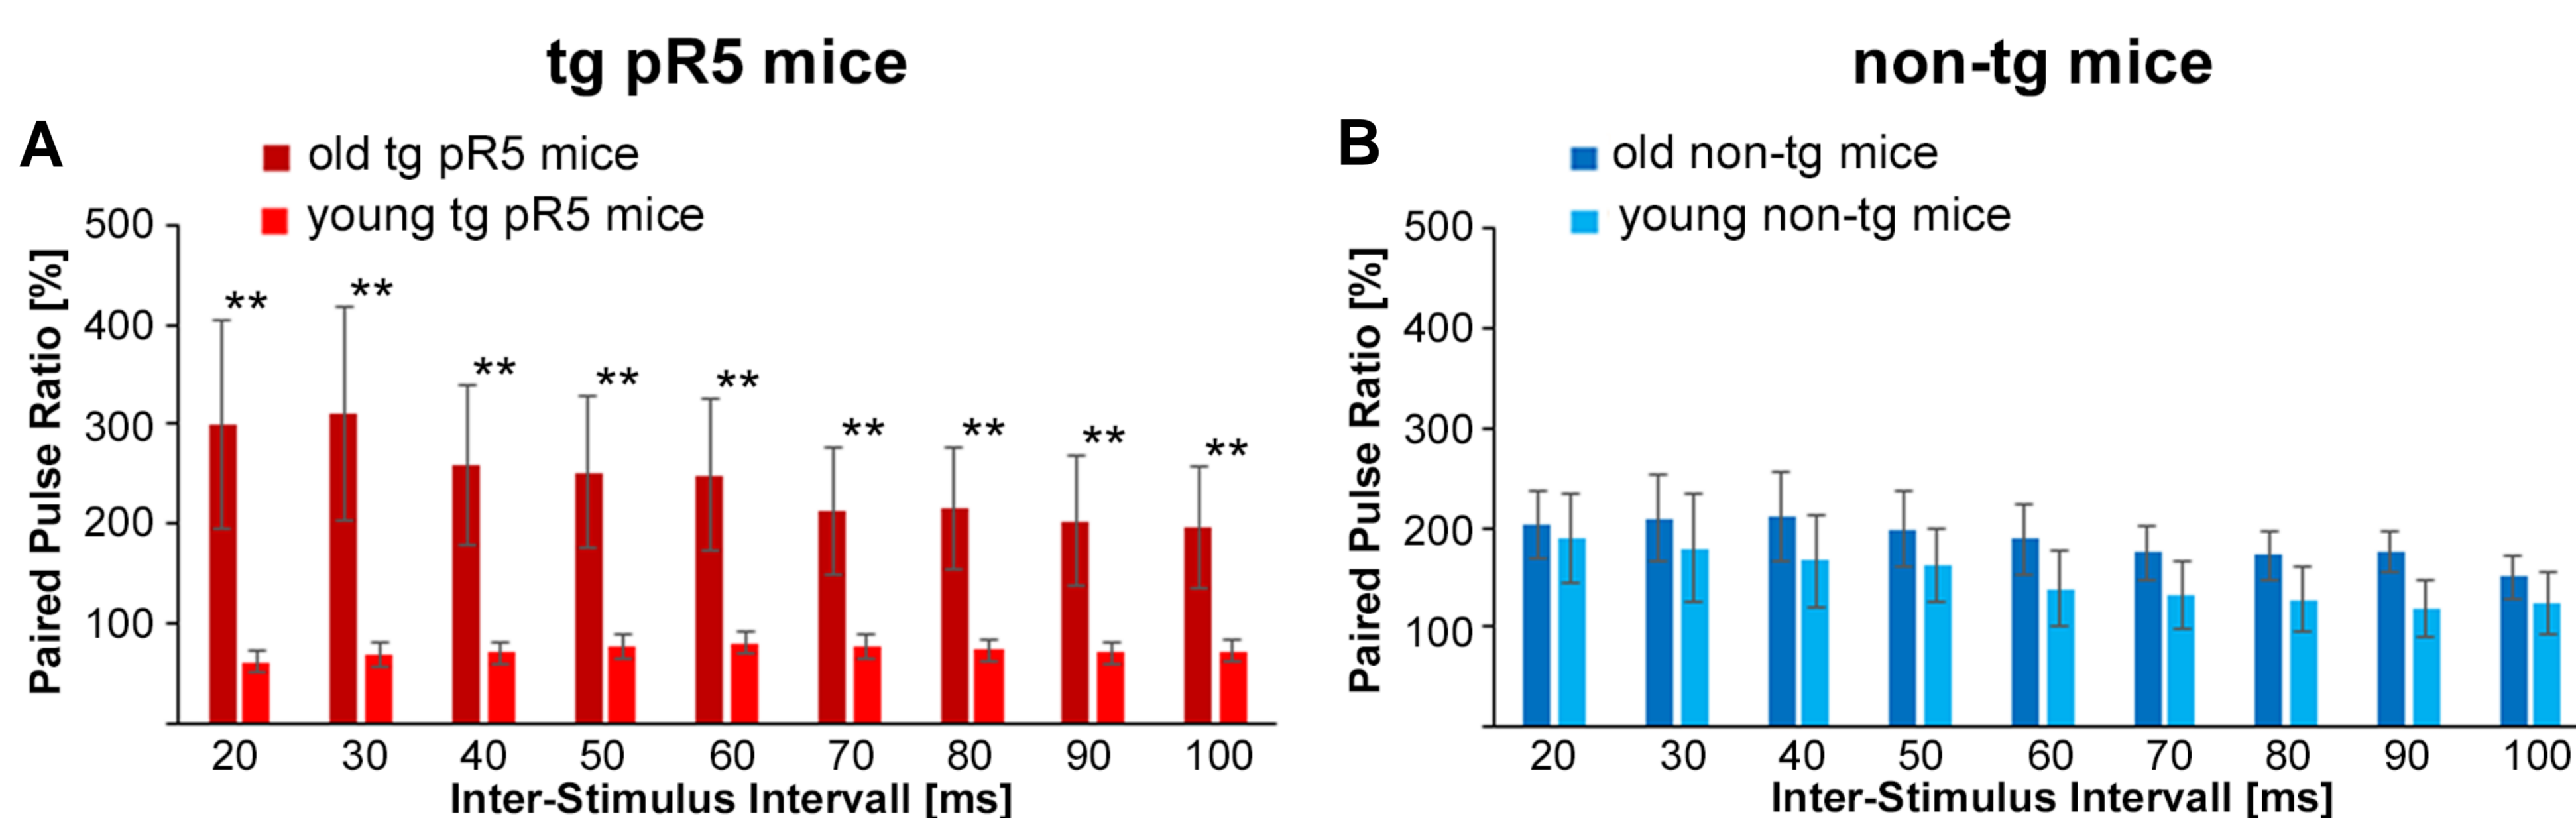 tg pR5 mice
A
old tg pR5 mice
young tg pR5 mice
Paired Pulse Ratio [%]
500
400
300
200
100
**
**
**
**
**
**
**
**
**
20 30 40 50 60 70 80 90 100
Inter-Stimulus Intervall [ms]
non-tg mice
B
old non-tg mice
young non-tg mice
Paired Pulse Ratio [%]
500
400
300
200
100
20 30 40 50 60 70 80 90 100
Inter-Stimulus Intervall [ms]